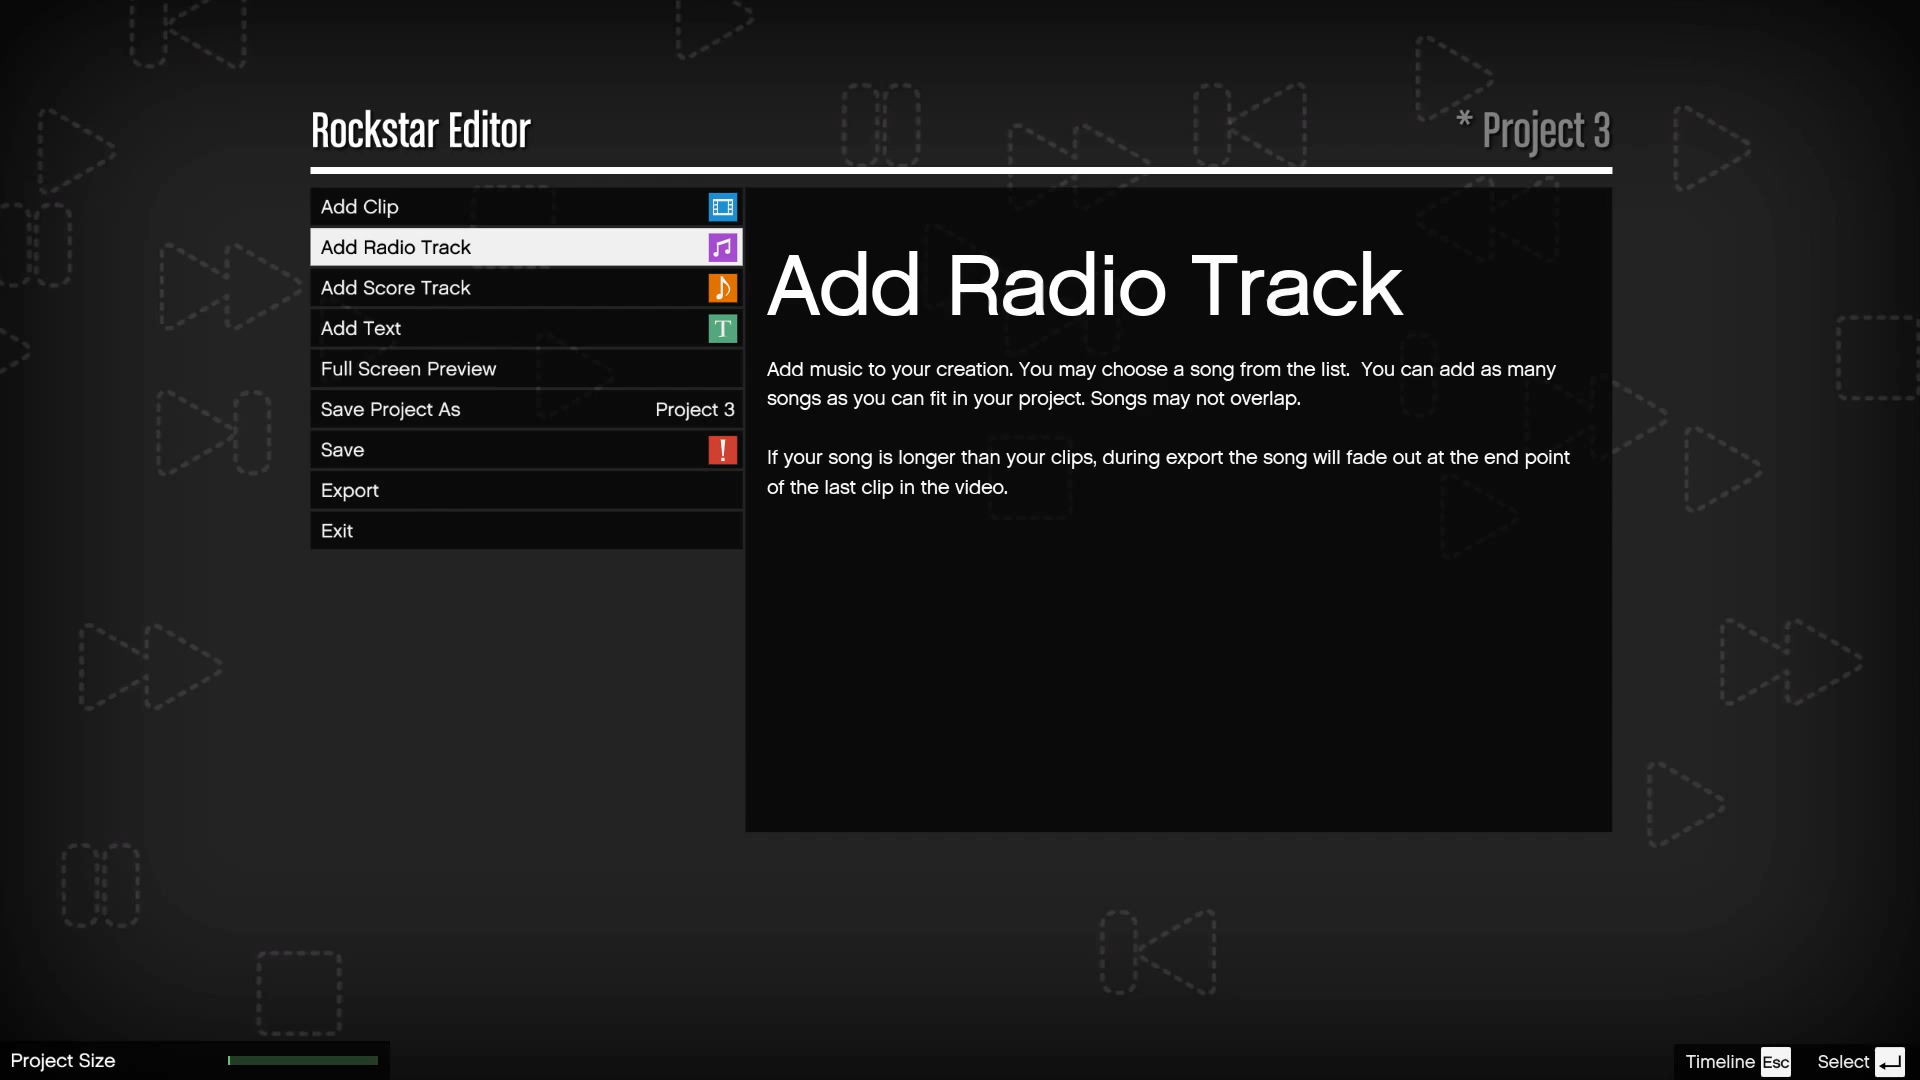 Rockstar Editor
* Project 3
Add Clip
Add Radio Track
Add Score Track
Add Text
T
Full Screen Preview
Save Project As Project 3
Save
!
Export
Exit
Add Radio Track
Add music to your creation. You may choose a song from the list.  You can add as many
songs as you can fit in your project. Songs may not overlap.
If your song is longer than your clips, during export the song will fade out at the end point
of the last clip in the video.
Project Size
Timeline Esc Select